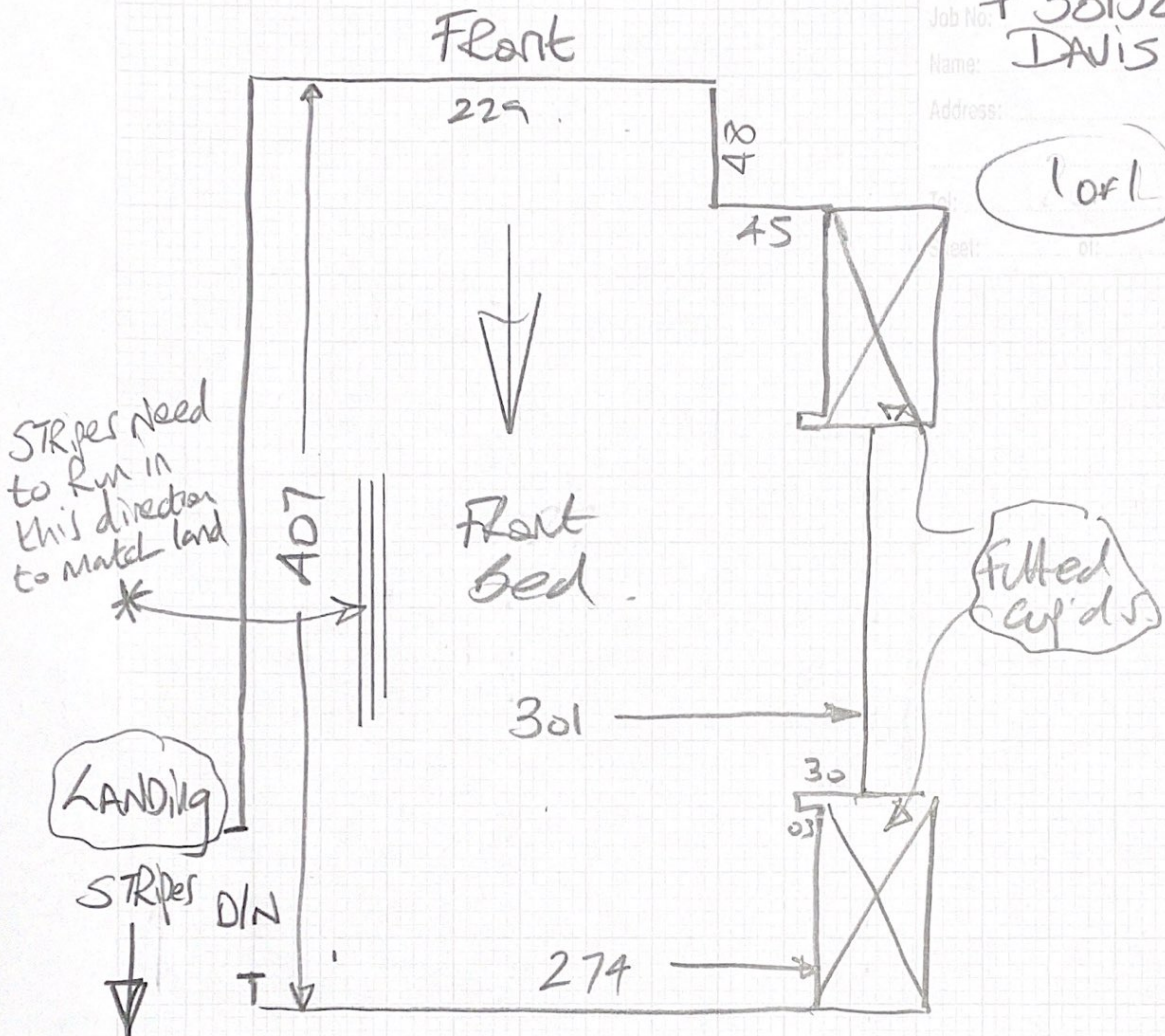 Front
229
48
45
Job No:
Name: DAVIS
Address:
1 of 1
Sheet: of:
STRipes Need
to Run in
this direction
to match land
*
407
Front
bed
fitted
cup'ds
301
30
03
LANDing
STRipes
D/N
274